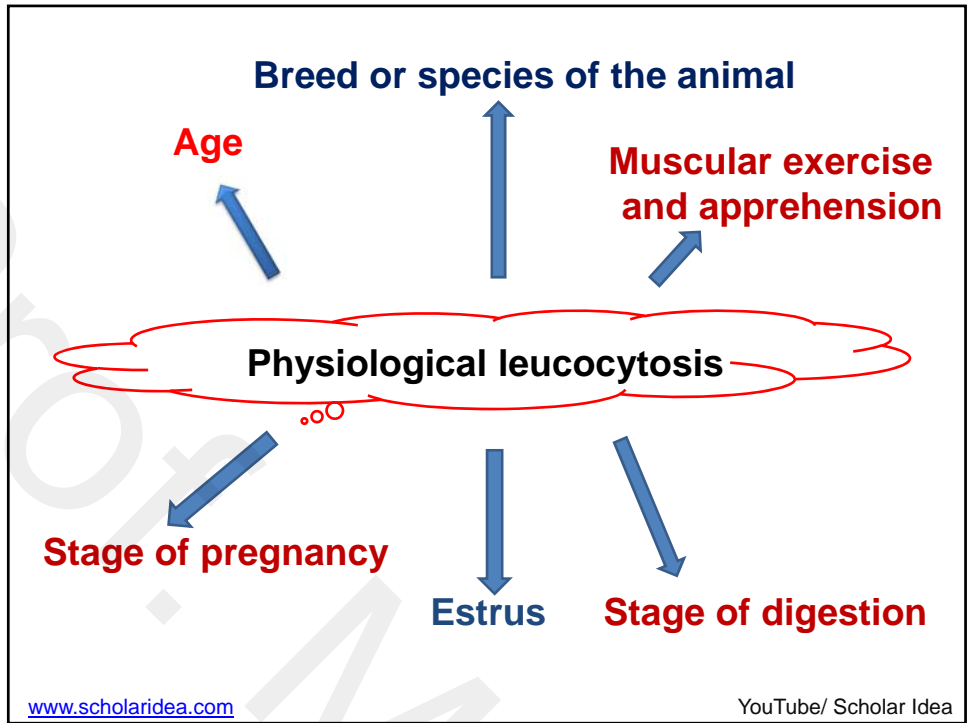 Breed or species of the animal
Age
Muscular exercise
and apprehension
Physiological leucocytosis
Stage of pregnancy
Estrus
Stage of digestion
www.scholaridea.com
YouTube/ Scholar Idea